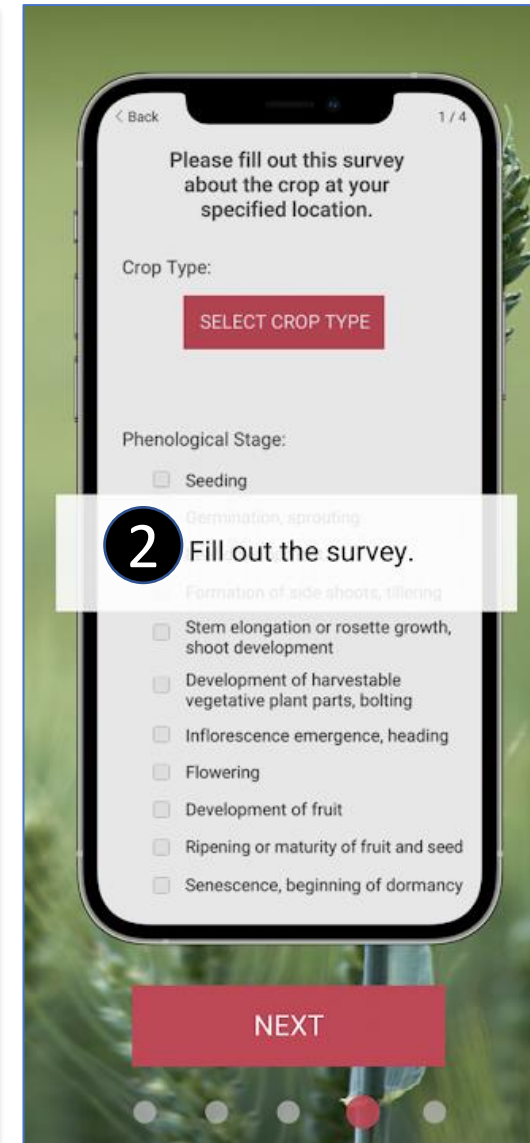 < Back
1 / 4
Please fill out this survey
about the crop at your
specified location.
Crop Type:
SELECT CROP TYPE
Phenological Stage:
Seeding
Germination, sprouting
2
Fill out the survey.
Formation of side shoots, tillering
Stem elongation or rosette growth,
shoot development
Development of harvestable
vegetative plant parts, bolting
Inflorescence emergence, heading
Flowering
Development of fruit
Ripening or maturity of fruit and seed
Senescence, beginning of dormancy
NEXT